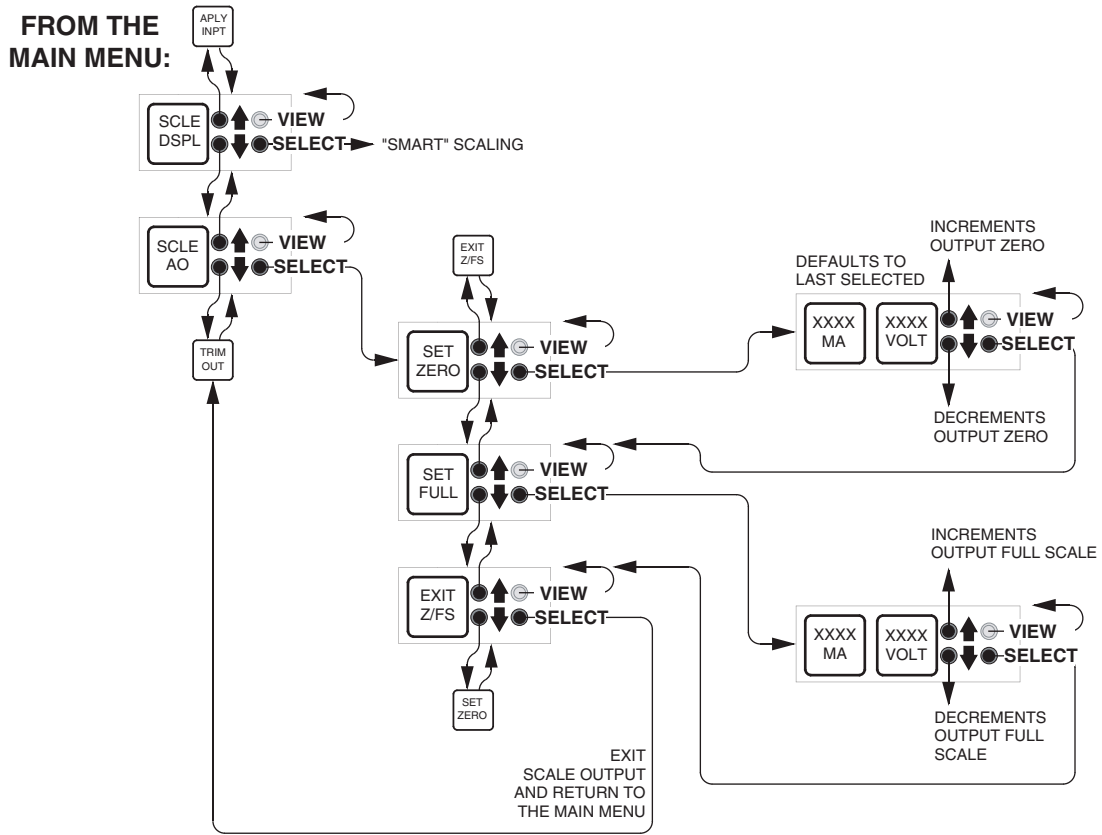 FROM THE
MAIN MENU:
APLY
INPT
SCLE
DSPL
VIEW
SELECT
"SMART" SCALING
SCLE
AO
VIEW
SELECT
TRIM
OUT
EXIT
Z/FS
SET
ZERO
VIEW
SELECT
DEFAULTS TO
LAST SELECTED
INCREMENTS
OUTPUT ZERO
XXXX
MA
XXXX
VOLT
VIEW
SELECT
DECREMENTS
OUTPUT ZERO
SET
FULL
VIEW
SELECT
INCREMENTS
OUTPUT FULL SCALE
XXXX
MA
XXXX
VOLT
VIEW
SELECT
DECREMENTS
OUTPUT FULL
SCALE
EXIT
Z/FS
VIEW
SELECT
SET
ZERO
EXIT
SCALE OUTPUT
AND RETURN TO
THE MAIN MENU